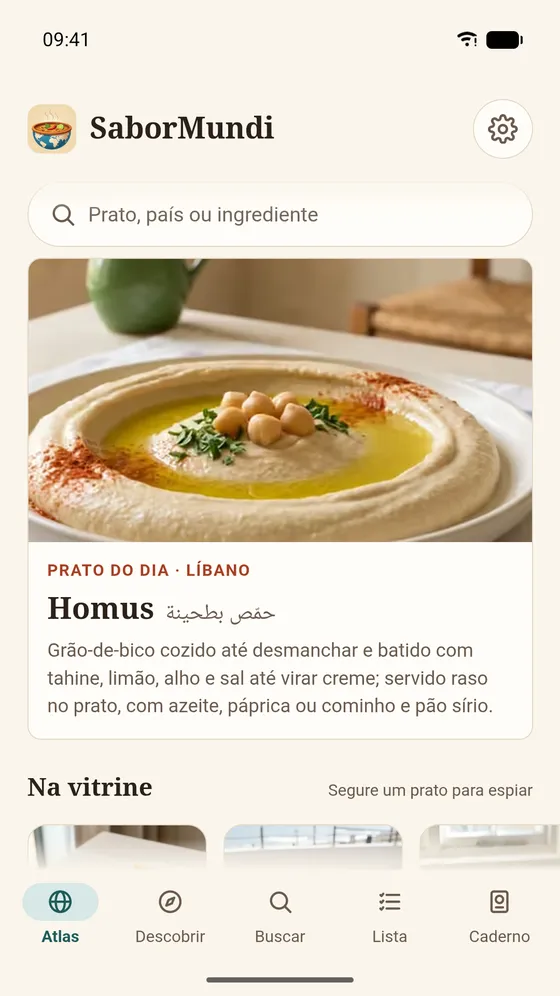 09:41
SaborMundi
Prato, país ou ingrediente
PRATO DO DIA · LÍBANO
Homus حمّص بطحينة
Grão-de-bico cozido até desmanchar e batido com
tahine, limão, alho e sal até virar creme; servido raso
no prato, com azeite, páprica ou cominho e pão sírio.
Na vitrine
Segure um prato para espiar
Atlas
Descobrir
Buscar
Lista
Caderno